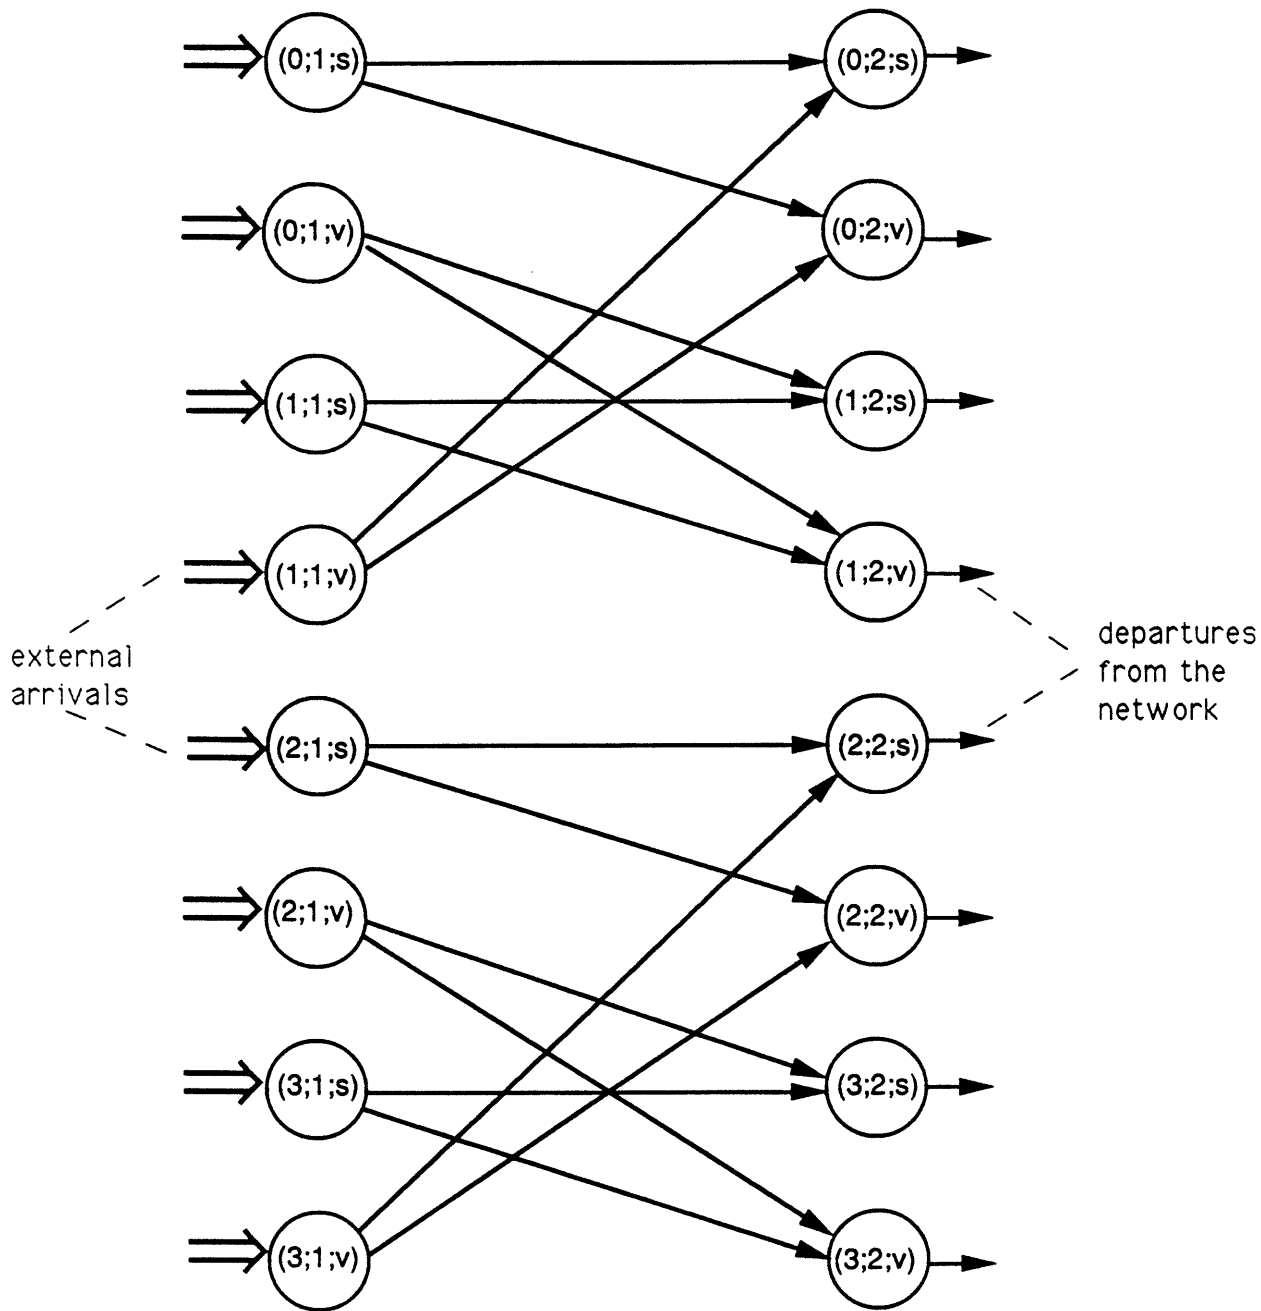 (0;1;s)
(0;2;s)
(0;1;v)
(0;2;v)
(1;1;s)
(1;2;s)
(1;1;v)
(1;2;v)
external
arrivals
departures
from the
network
(2;1;s)
(2;2;s)
(2;1;v)
(2;2;v)
(3;1;s)
(3;2;s)
(3;1;v)
(3;2;v)